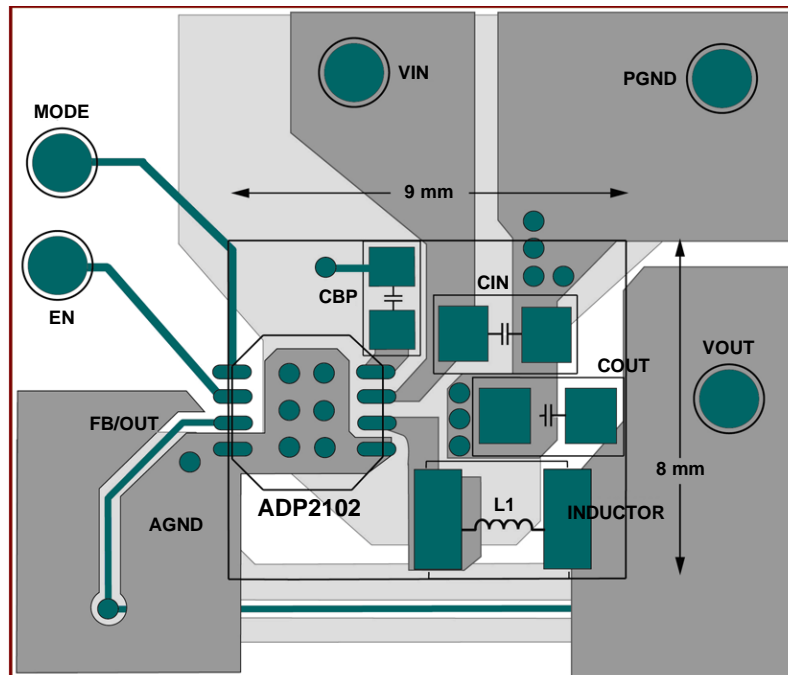 VIN
PGND
MODE
9 mm
CBP
CIN
EN
COUT
VOUT
FB/OUT
8 mm
ADP2102
L1
INDUCTOR
AGND